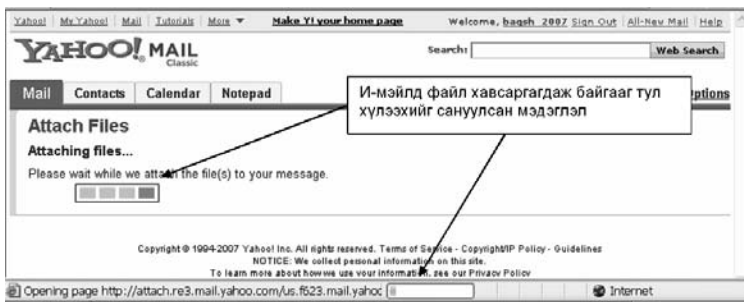 Yahoo! My Yahoo! Mail Tutorials More ▼ Make Y! your home page Welcome, baqsh_2007 Sign Out All-New Mail Help
YAHOO! MAIL
Classic
Search: Web Search
Mail Contacts Calendar Notepad ptions
И-мэйлд файл хавсаргагдаж байгааг тул
хүлээхийг сануулсан мэдэглэл
Attach Files
Attaching files...
Please wait while we attach the file(s) to your message.
Copyright © 1994-2007 Yahoo! Inc. All rights reserved. Terms of Service - Copyright/IP Policy - Guidelines
NOTICE: We collect personal information on this site.
To learn more about how we use your information, see our Privacy Policy
Opening page http://attach.re3.mail.yahoo.com/us.f623.mail.yahoc Internet